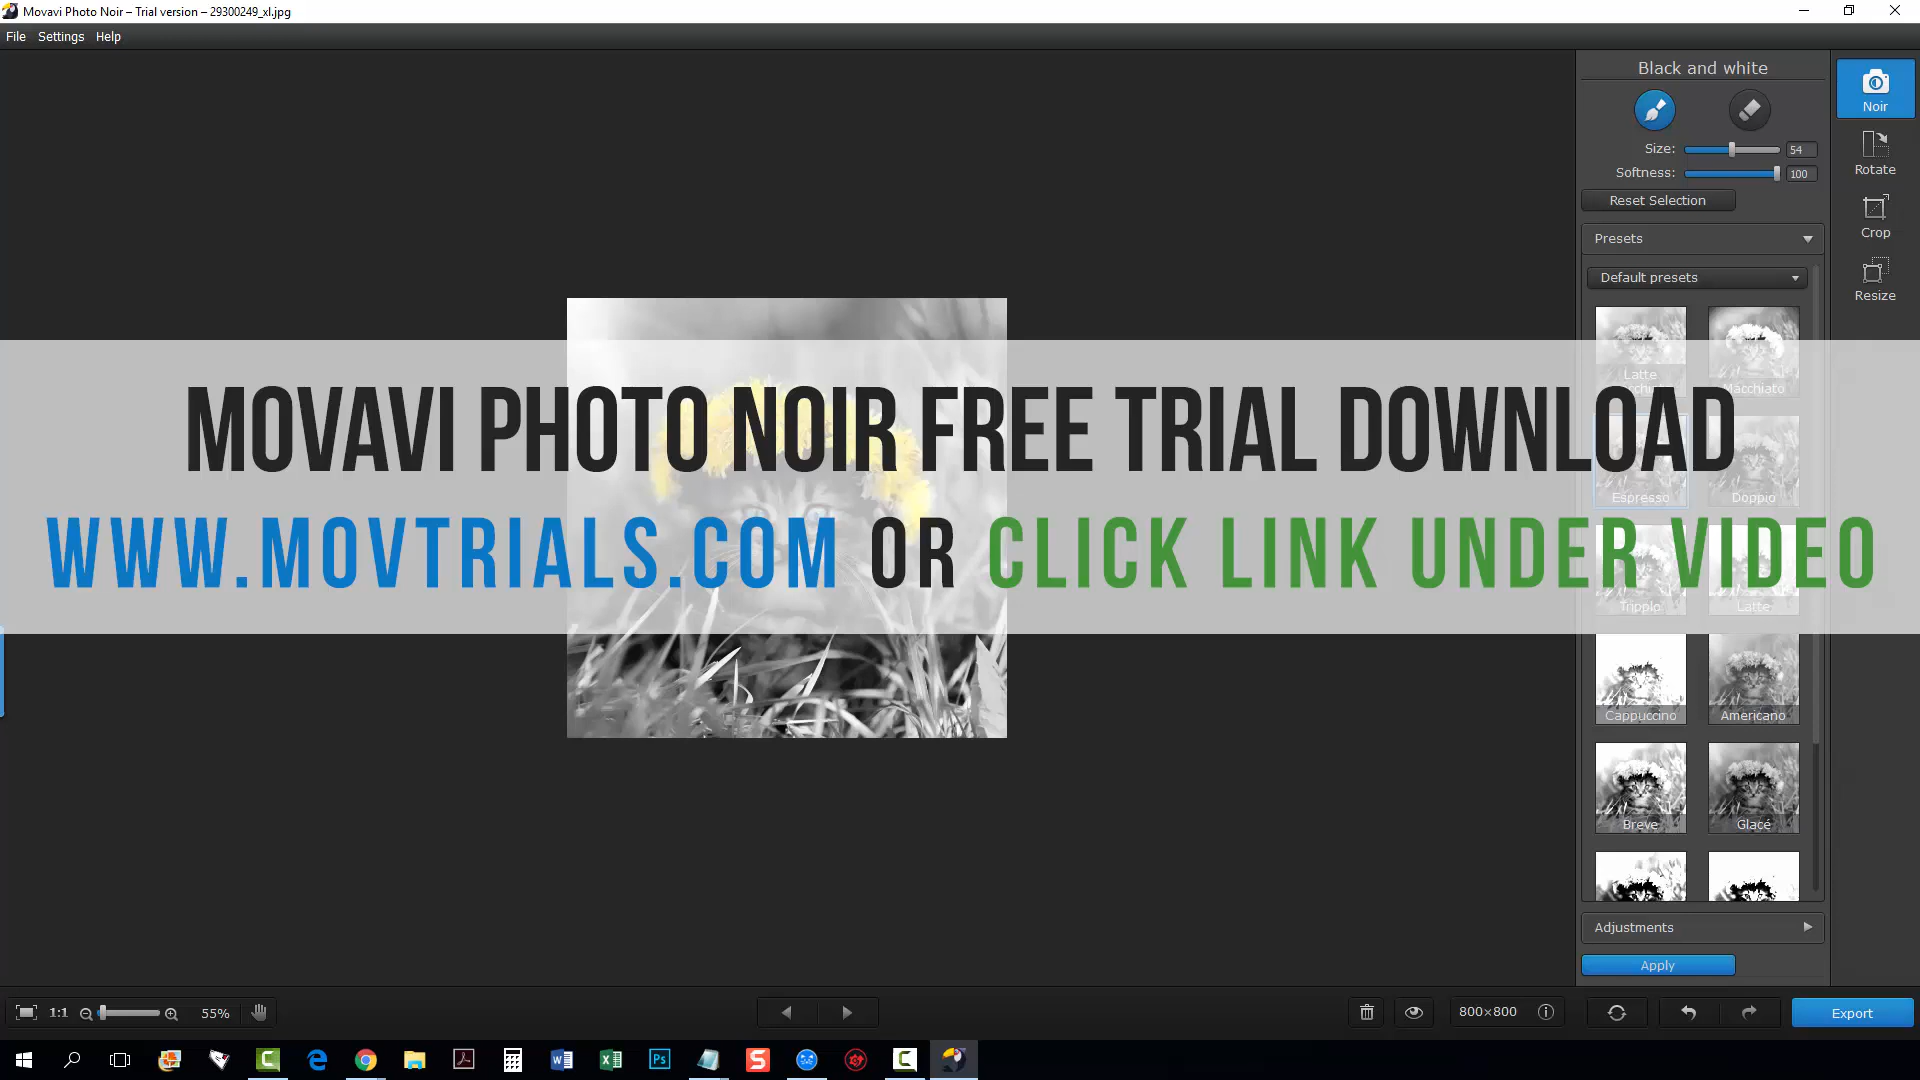 Movavi Photo Noir – Trial version – 29300249_xl.jpg
File Settings Help
Black and white
Noir
Size: 54
Rotate
Softness: 100
Reset Selection
Crop
Presets
Default presets
Resize
Latte
Macchiato
MOVAVI PHOTO NOIR FREE TRIAL DOWNLOAD
Espresso Doppio
WWW.MOVTRIALS.COM OR CLICK LINK UNDER VIDEO
Tripplo Latte
Cappuccino Americano
Breve Glacé
Adjustments
Apply
1:1 55% 800×800 Export